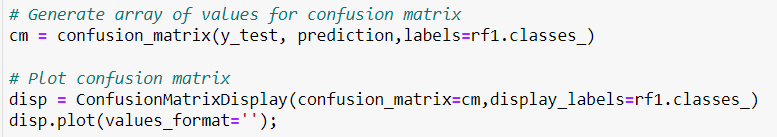 # Generate array of values for confusion matrix
cm = confusion_matrix(y_test, prediction,labels=rf1.classes_)
# Plot confusion matrix
disp = ConfusionMatrixDisplay(confusion_matrix=cm,display_labels=rf1.classes_)
disp.plot(values_format='');